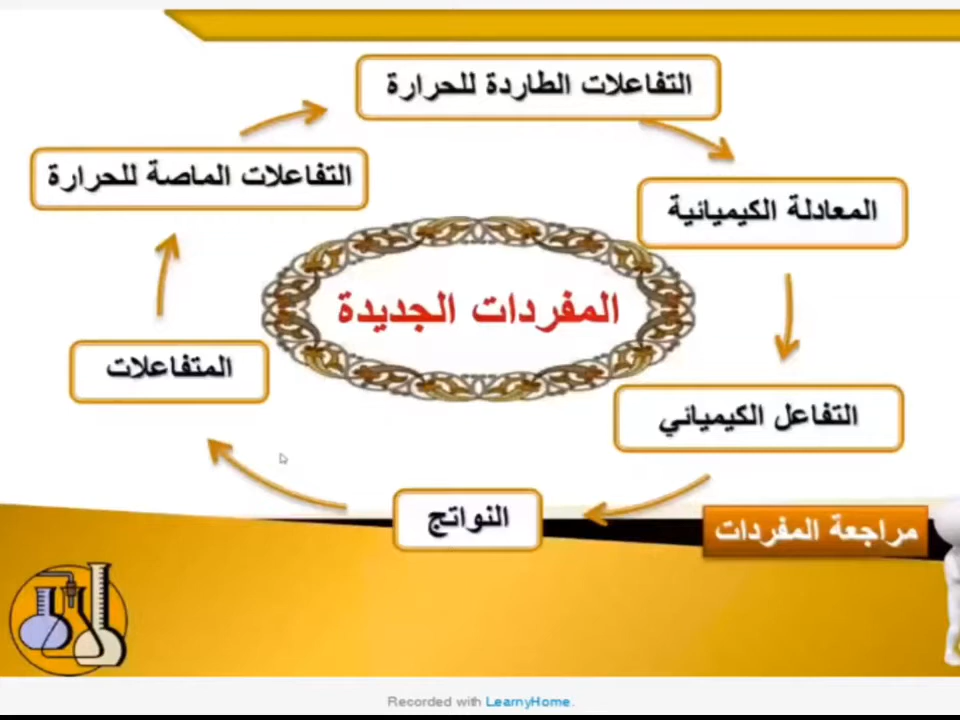 التفاعلات الطاردة للحرارة
التفاعلات الماصة للحرارة
المعادلة الكيميائية
المفردات الجديدة
المتفاعلات
التفاعل الكيميائي
النواتج
مراجعة المفردات
Recorded with LearnyHome.